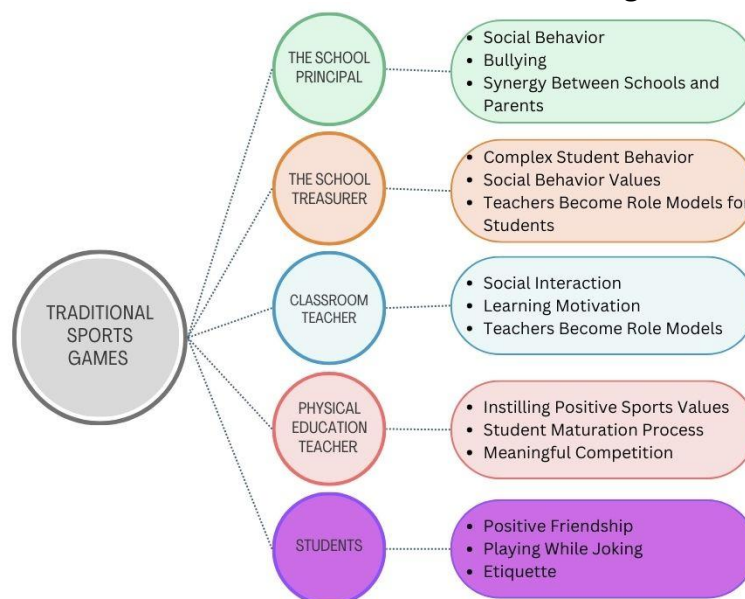 TRADITIONAL
SPORTS
GAMES
THE SCHOOL
PRINCIPAL
• Social Behavior
• Bullying
• Synergy Between Schools and
Parents
THE SCHOOL
TREASURER
• Complex Student Behavior
• Social Behavior Values
• Teachers Become Role Models for
Students
CLASSROOM
TEACHER
• Social Interaction
• Learning Motivation
• Teachers Become Role Models
PHYSICAL
EDUCATION
TEACHER
• Instilling Positive Sports Values
• Student Maturation Process
• Meaningful Competition
STUDENTS
• Positive Friendship
• Playing While Joking
• Etiquette